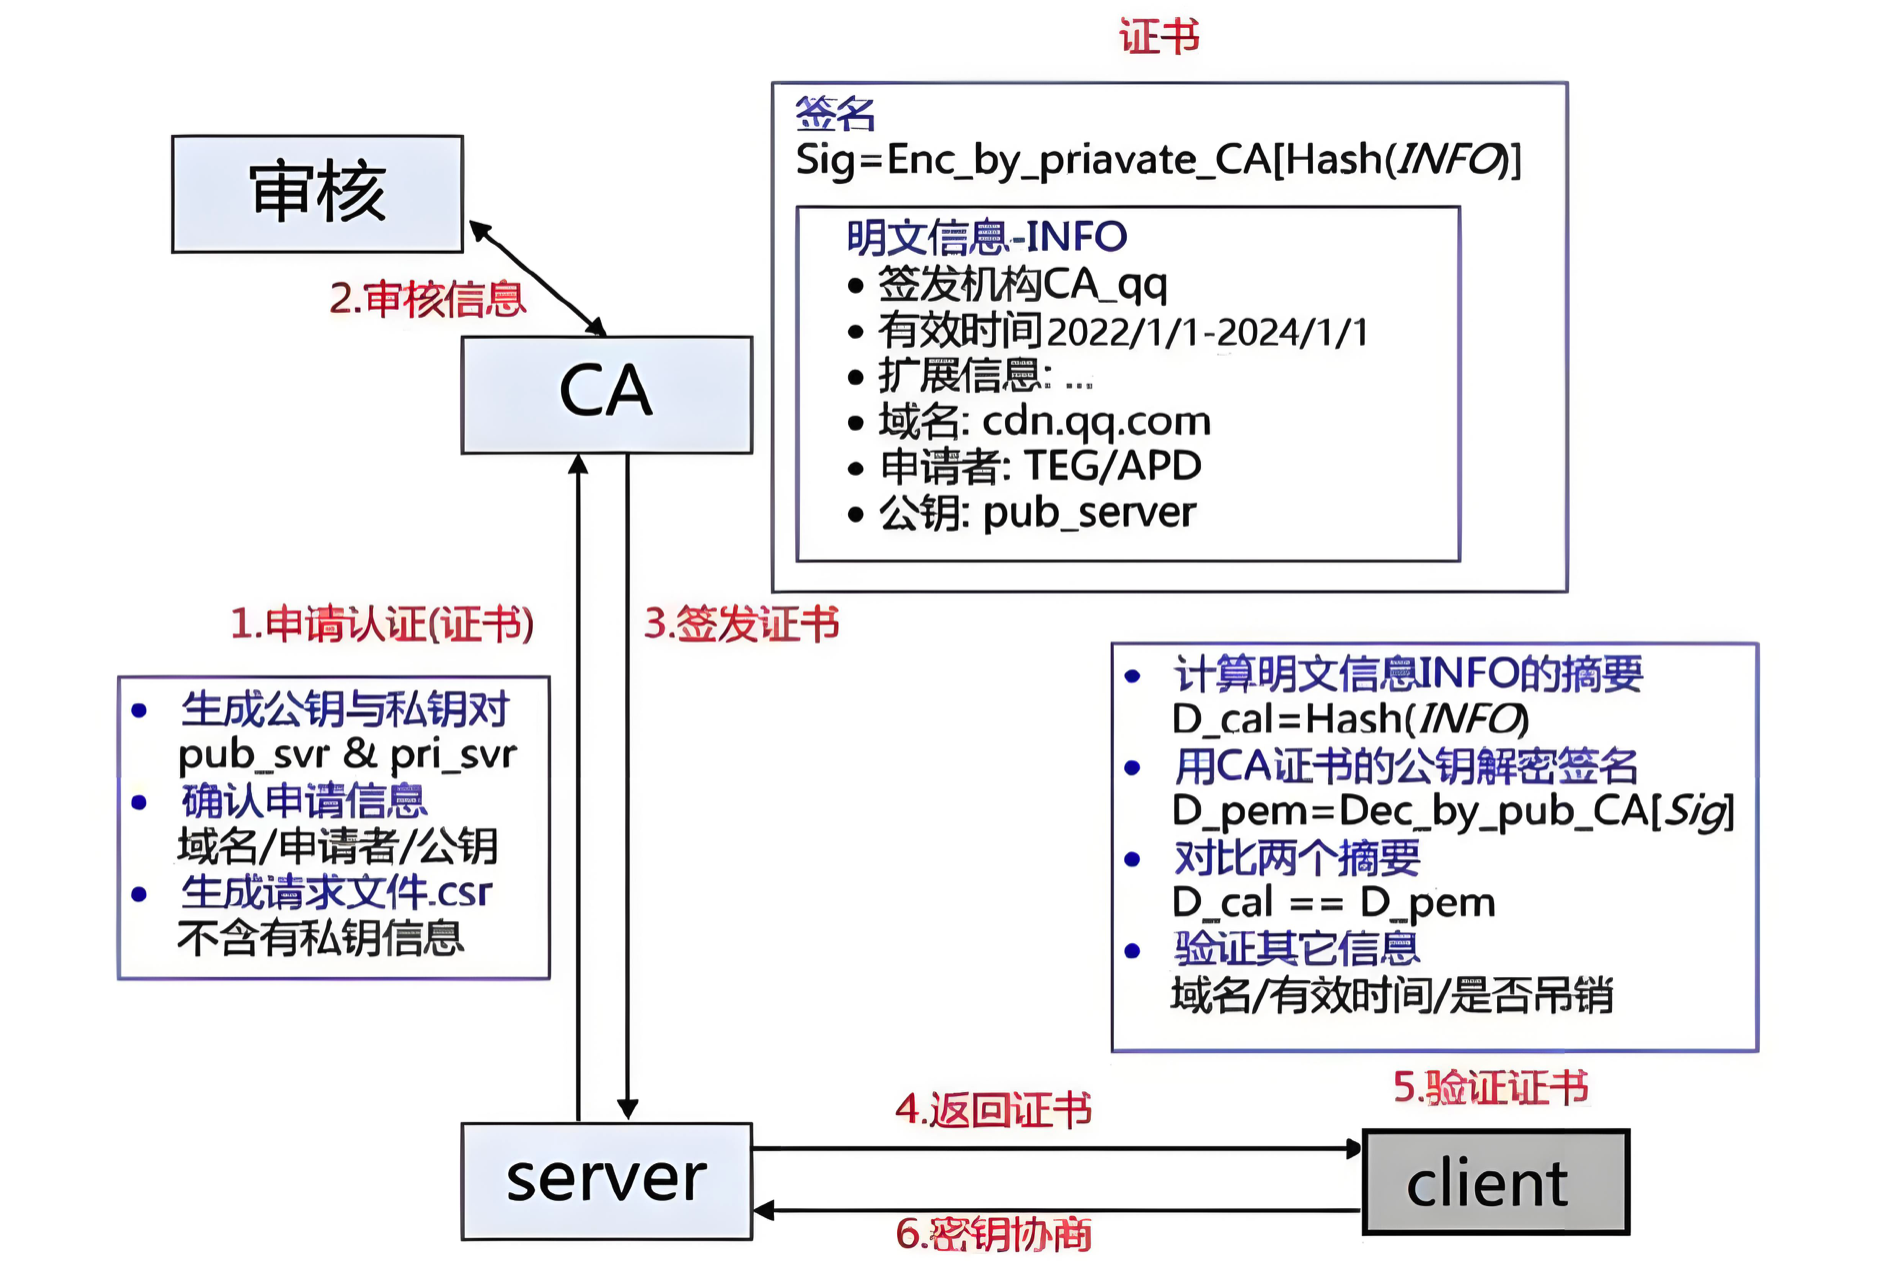 证书
签名
Sig=Enc_by_priavate_CA[Hash(INFO)]
明文信息-INFO
• 签发机构CA_qq
• 有效时间2022/1/1-2024/1/1
• 扩展信息: ...
• 域名: cdn.qq.com
• 申请者: TEG/APD
• 公钥: pub_server
审核
2.审核信息
CA
1.申请认证(证书)
3.签发证书
• 生成公钥与私钥对
pub_svr & pri_svr
• 确认申请信息
域名/申请者/公钥
• 生成请求文件.csr
不含有私钥信息
• 计算明文信息INFO的摘要
D_cal=Hash(INFO)
• 用CA证书的公钥解密签名
D_pem=Dec_by_pub_CA[Sig]
• 对比两个摘要
D_cal == D_pem
• 验证其它信息
域名/有效时间/是否吊销
5.验证证书
4.返回证书
server
client
6.密钥协商